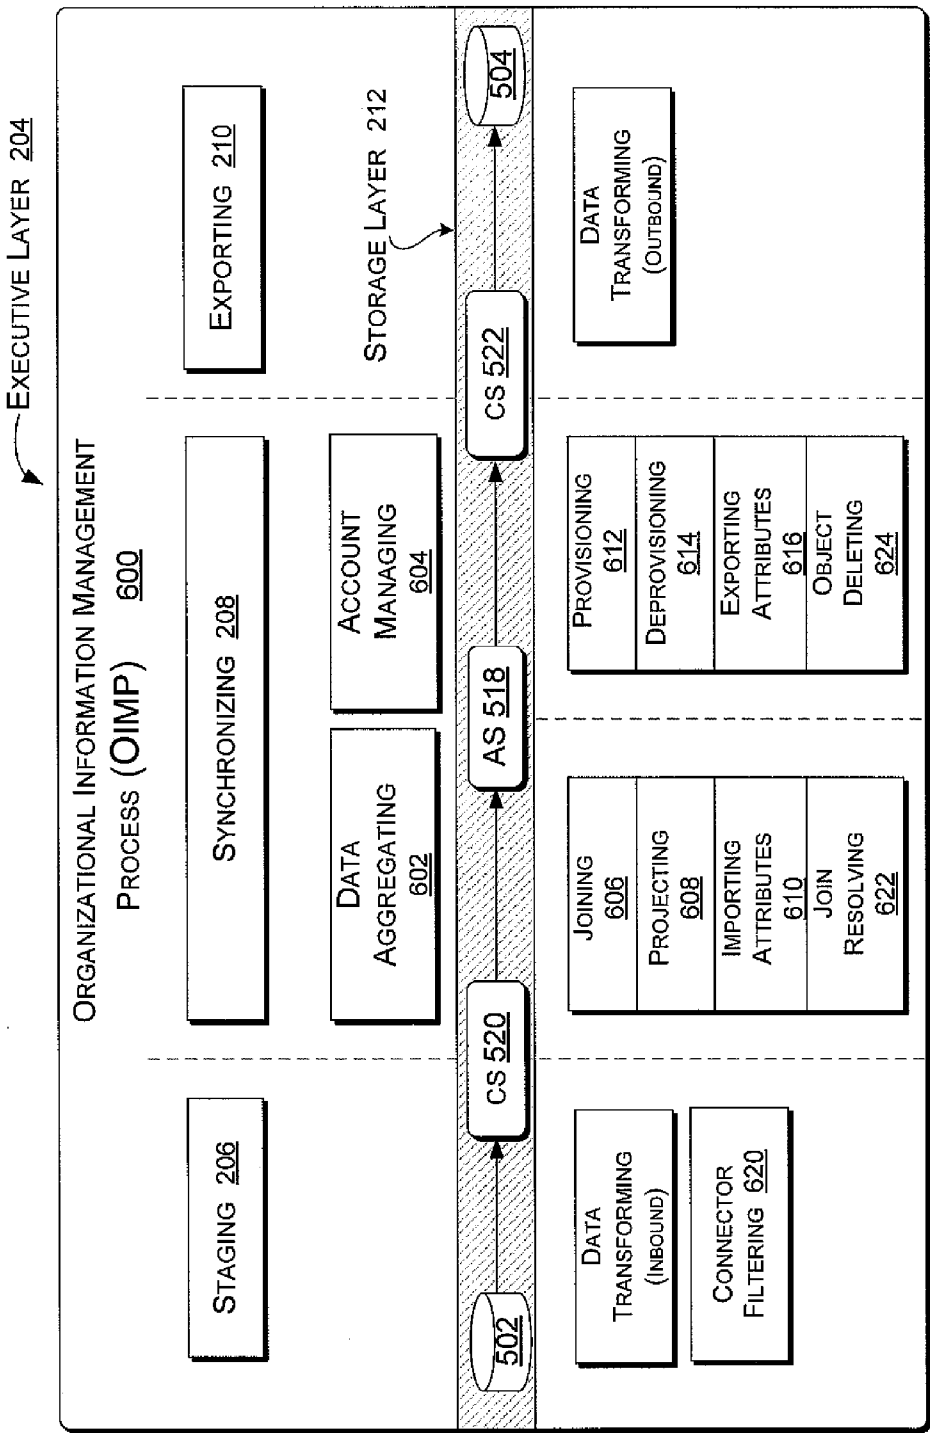 EXECUTIVE LAYER 204
ORGANIZATIONAL INFORMATION MANAGEMENT
PROCESS (OIMP) 600
STAGING 206
SYNCHRONIZING 208
EXPORTING 210
DATA
AGGREGATING
602
ACCOUNT
MANAGING
604
STORAGE LAYER 212
502
CS 520
AS 518
CS 522
504
DATA
TRANSFORMING
(INBOUND)
CONNECTOR
FILTERING 620
JOINING
606
PROJECTING
608
IMPORTING
ATTRIBUTES
610
JOIN
RESOLVING
622
PROVISIONING
612
DEPROVISIONING
614
EXPORTING
ATTRIBUTES
616
OBJECT
DELETING
624
DATA
TRANSFORMING
(OUTBOUND)